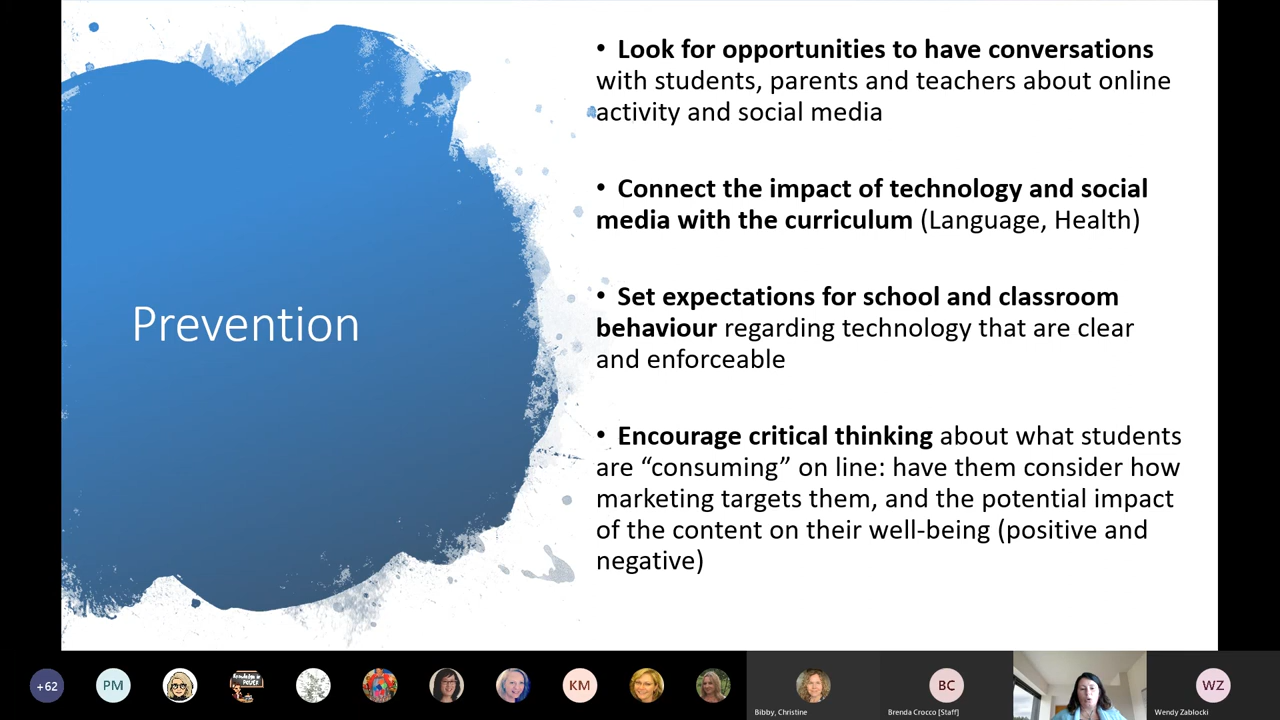 Prevention
• Look for opportunities to have conversations
with students, parents and teachers about online
activity and social media
• Connect the impact of technology and social
media with the curriculum (Language, Health)
• Set expectations for school and classroom
behaviour regarding technology that are clear
and enforceable
• Encourage critical thinking about what students
are “consuming” on line: have them consider how
marketing targets them, and the potential impact
of the content on their well-being (positive and
negative)
+62
PM
Knowledge is
POWER
KM
Bibby, Christine
BC
Brenda Crocco [Staff]
WZ
Wendy Zablocki